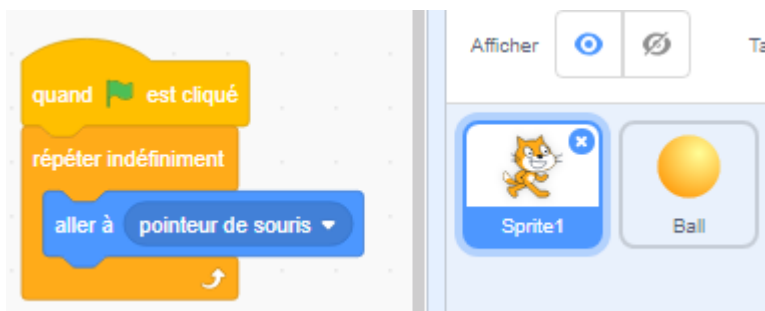 quand est cliqué
répéter indéfiniment
aller à pointeur de souris
Afficher
Sprite1
Ball